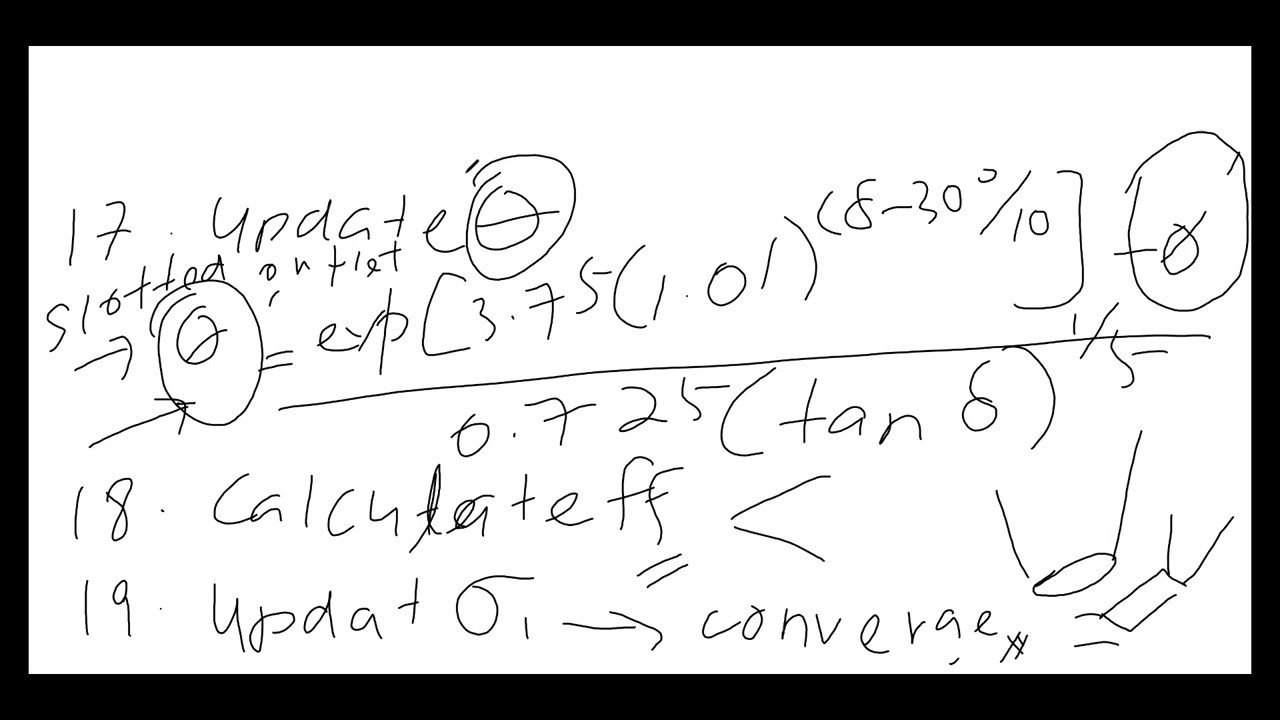 17. update θ
slotted outlet
→ θ = exp[3.75(1.01)^(8-30°/10)] - φ
0.725(tan δ)^1/5
18. Calculate ff <
19. Updat σ₁ → converge